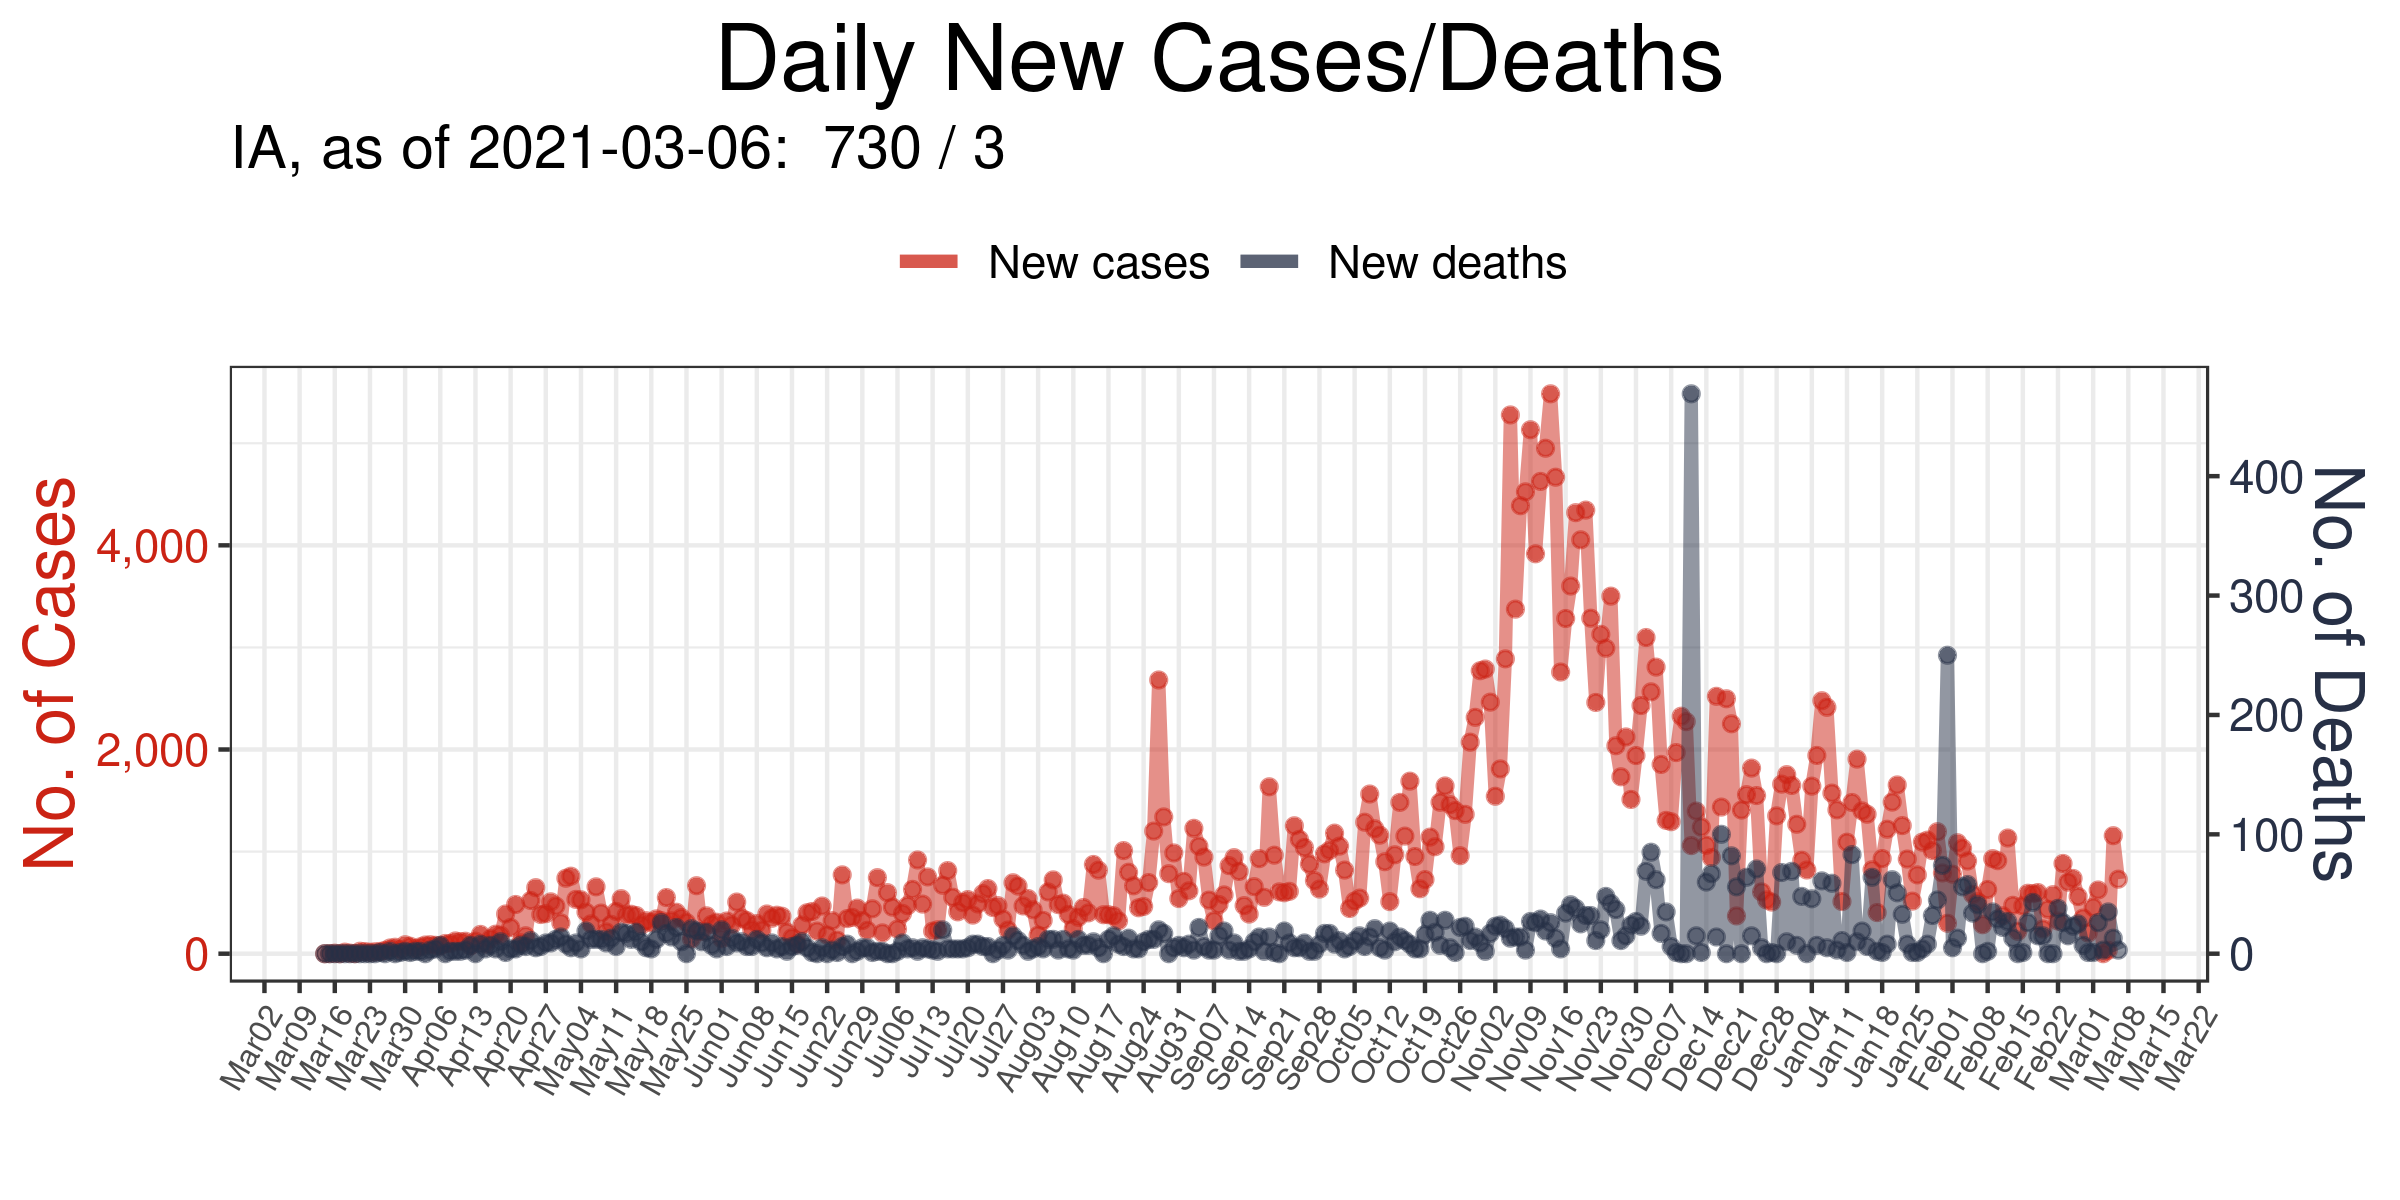 Daily New Cases/Deaths
IA, as of 2021-03-06: 730 / 3
New cases New deaths
No. of Cases
4,000
2,000
0
400
300
200
100
0
No. of Deaths
Mar02 Mar09 Mar16 Mar23 Mar30 Apr06 Apr13 Apr20 Apr27 May04 May11 May18 May25 Jun01 Jun08 Jun15 Jun22 Jun29 Jul06 Jul13 Jul20 Jul27 Aug03 Aug10 Aug17 Aug24 Aug31 Sep07 Sep14 Sep21 Sep28 Oct05 Oct12 Oct19 Oct26 Nov02 Nov09 Nov16 Nov23 Nov30 Dec07 Dec14 Dec21 Dec28 Dec04 Jan11 Jan18 Jan25 Jan25 Feb01 Feb08 Feb15 Feb22 Mar01 Mar08 Mar15 Mar22